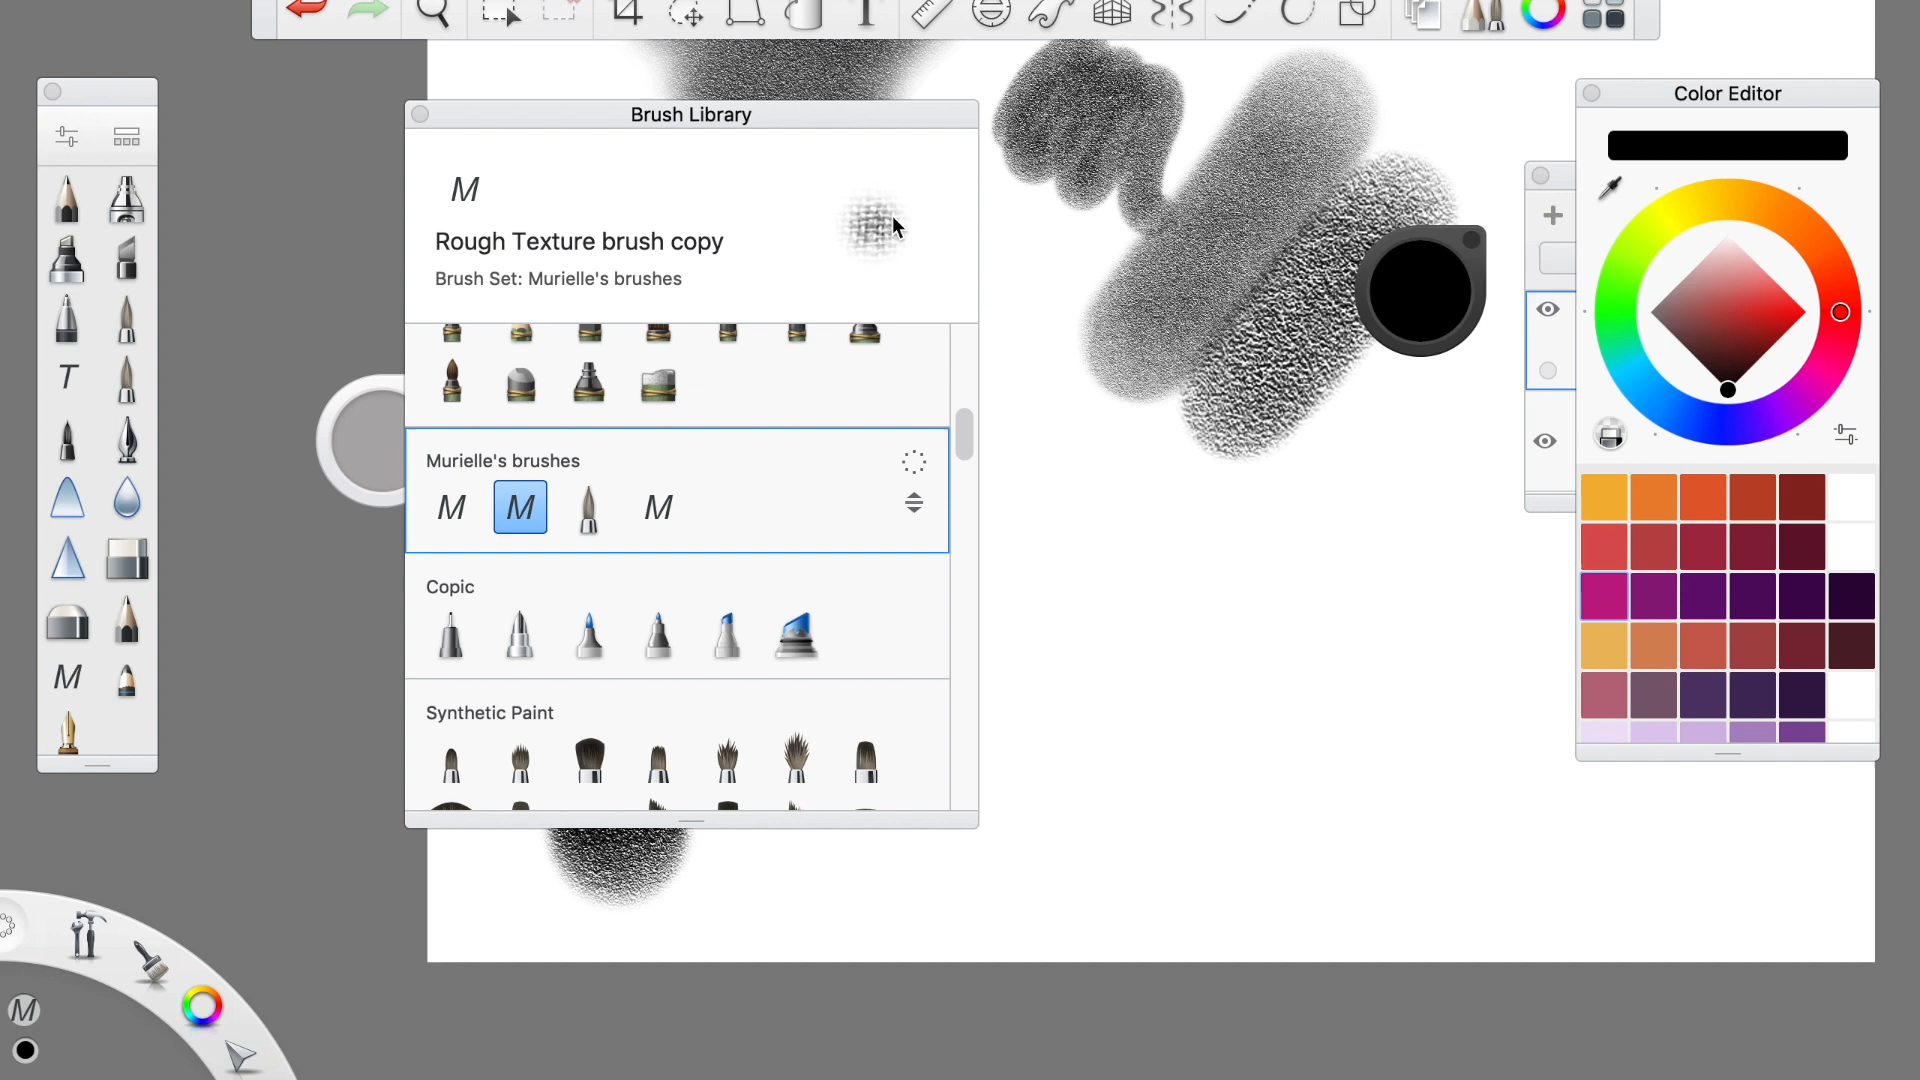 T
Brush Library
Color Editor
M
Rough Texture brush copy
Brush Set: Murielle's brushes
T
Murielle's brushes
M M M
Copic
M
Synthetic Paint
M